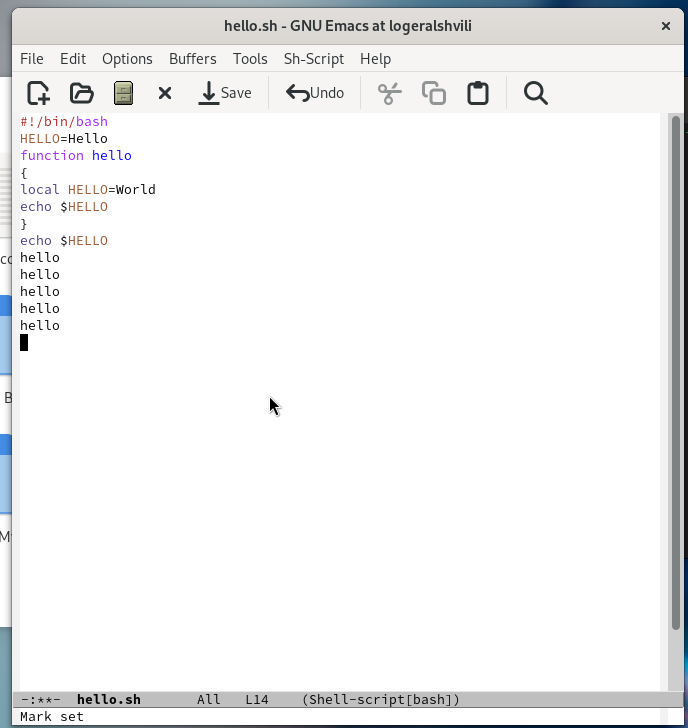 hello.sh - GNU Emacs at logeralshvili
File Edit Options Buffers Tools Sh-Script Help
Save Undo
#!/bin/bash
HELLO=Hello
function hello
{
local HELLO=World
echo $HELLO
}
echo $HELLO
hello
hello
hello
hello
hello
-:**- hello.sh All L14 (Shell-script[bash])
Mark set